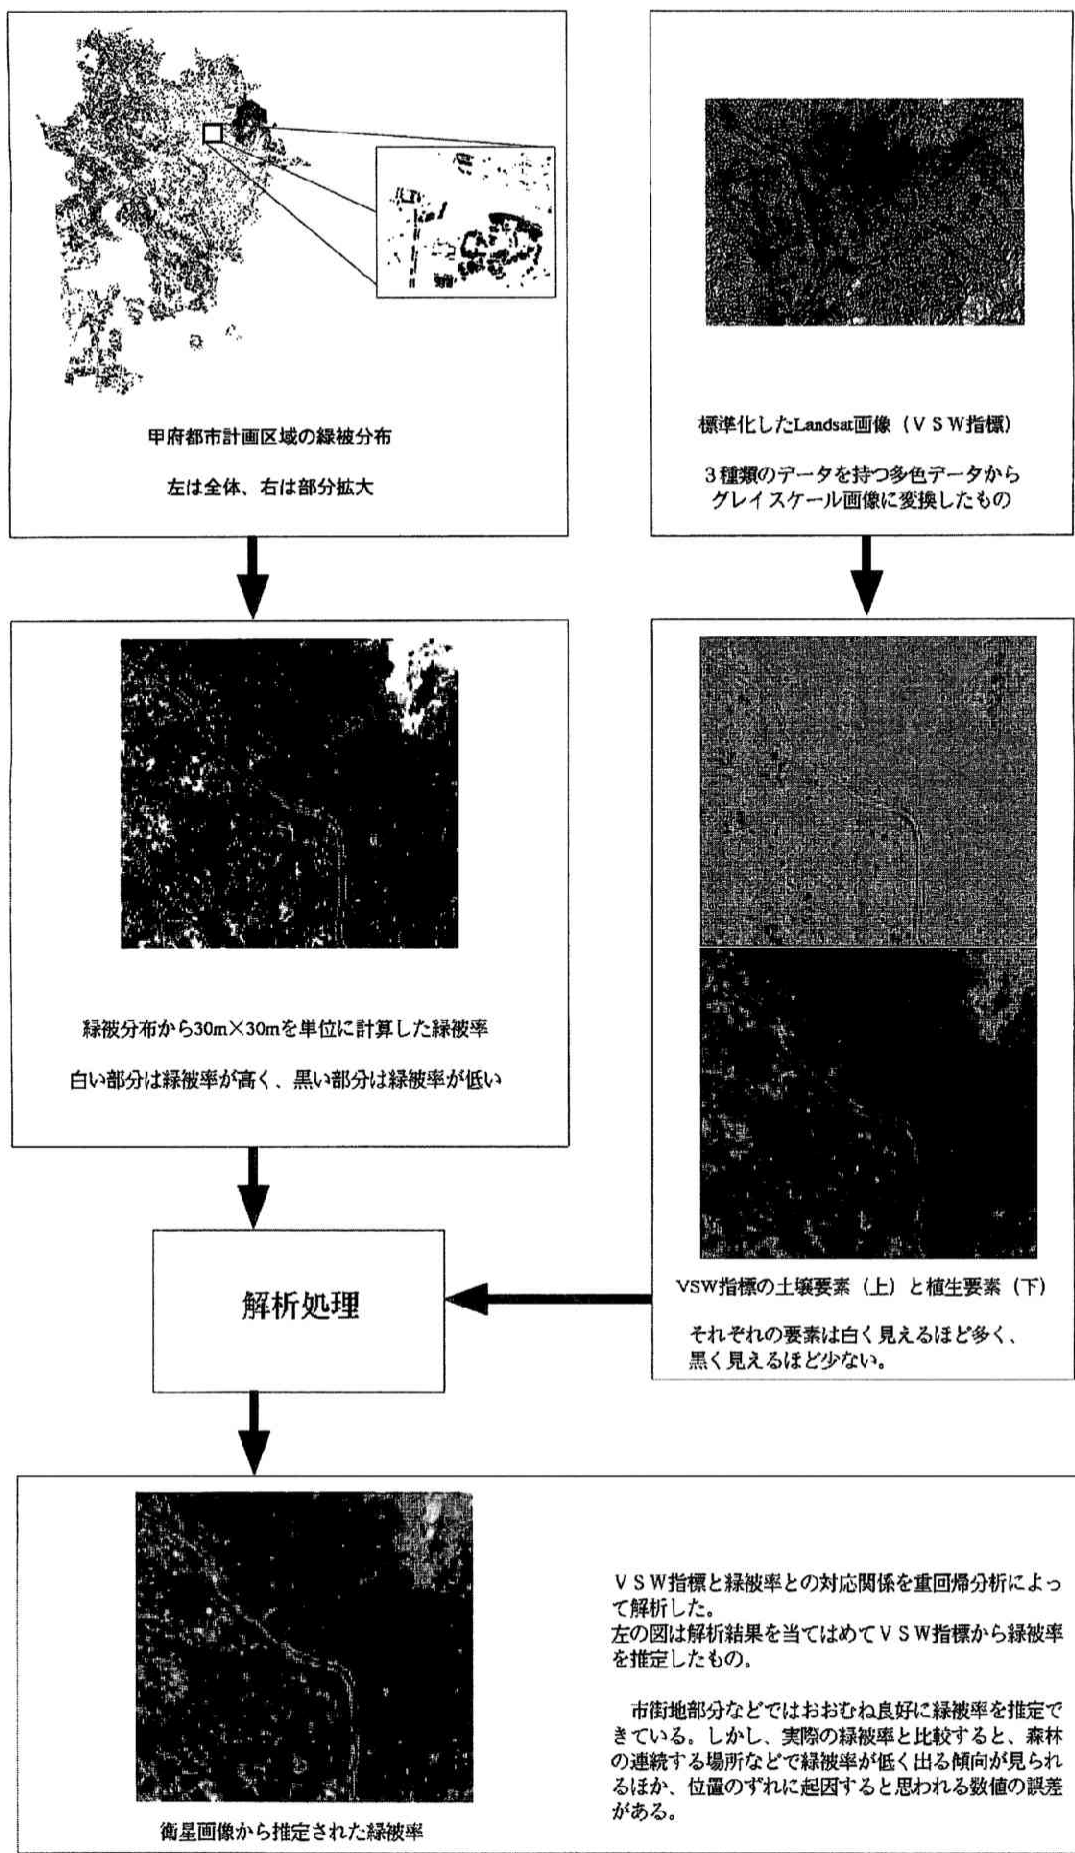 甲府都市計画区域の緑被分布
左は全体、右は部分拡大
標準化したLandsat画像（ＶＳＷ指標）
３種類のデータを持つ多色データから
グレイスケール画像に変換したもの
緑被分布から30m×30mを単位に計算した緑被率
白い部分は緑被率が高く、黒い部分は緑被率が低い
VSW指標の土壌要素（上）と植生要素（下）
それぞれの要素は白く見えるほど多く、
黒く見えるほど少ない。
解析処理
衛星画像から推定された緑被率
ＶＳＷ指標と緑被率との対応関係を重回帰分析によっ
て解析した。
左の図は解析結果を当てはめてＶＳＷ指標から緑被率
を推定したもの。
市街地部分などではおおむね良好に緑被率を推定で
きている。しかし、実際の緑被率と比較すると、森林
の連続する場所などで緑被率が低く出る傾向が見られ
るほか、位置のずれに起因すると思われる数値の誤差
がある。